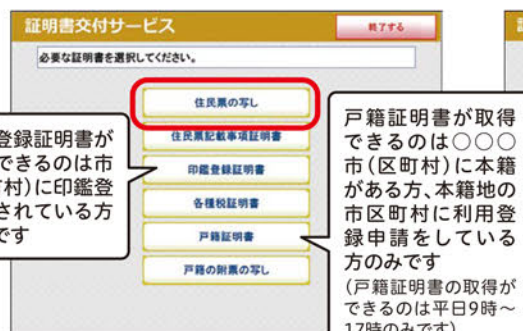 証明書交付サービス
終了する
必要な証明書を選択してください。
住民票の写し
住民票記載事項証明書
印鑑登録証明書
各種税証明書
戸籍証明書
戸籍の附票の写し
登録証明書が
できるのは市
村)に印鑑登
されている方
です
戸籍証明書が取得
できるのは○○○
市(区町村)に本籍
がある方、本籍地の
市区町村に利用登
録申請をしている
方のみです
(戸籍証明書の取得が
できるのは平日9時～
17時のみです)